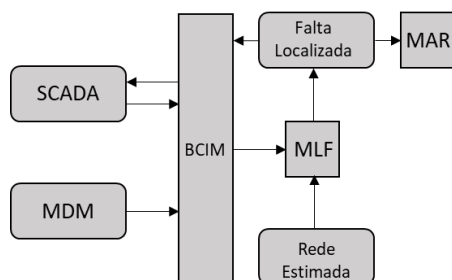 Falta
Localizada
MAR
SCADA
BCIM
MLF
MDM
Rede
Estimada